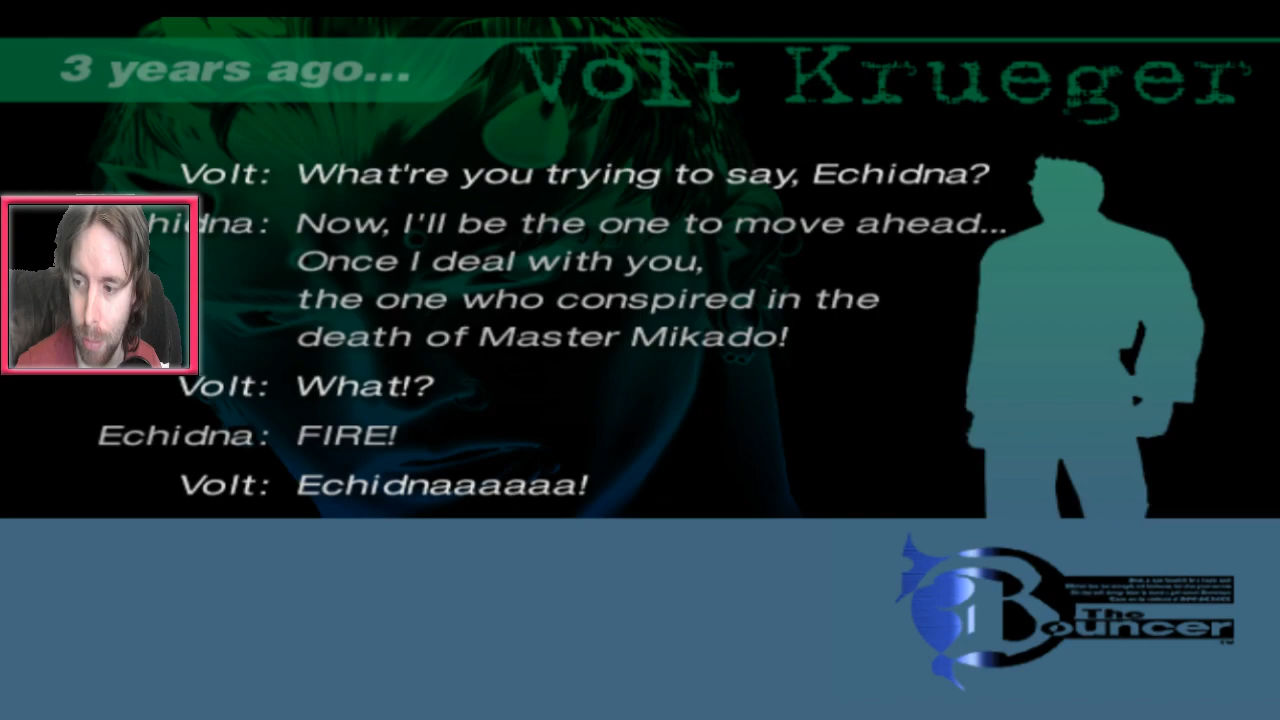 3 years ago...
Volt Krueger
Volt: What're you trying to say, Echidna?
hidna: Now, I'll be the one to move ahead...
Once I deal with you,
the one who conspired in the
death of Master Mikado!
Volt: What!?
Echidna: FIRE!
Volt: Echidnaaaaaa!
The
Bouncer
TM